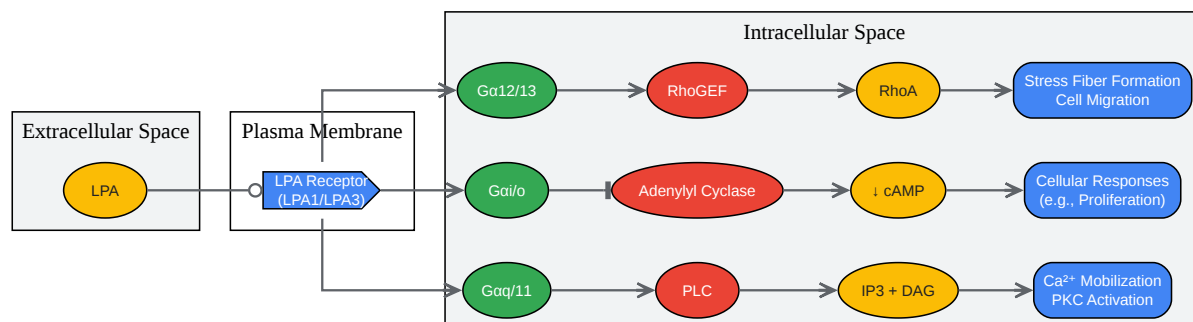 Intracellular Space
Gα12/13
RhoGEF
RhoA
Stress Fiber Formation
Cell Migration
Extracellular Space
Plasma Membrane
LPA
LPA Receptor
(LPA1/LPA3)
Gαi/o
Adenylyl Cyclase
↓ cAMP
Cellular Responses
(e.g., Proliferation)
Gαq/11
PLC
IP3 + DAG
Ca²⁺ Mobilization
PKC Activation